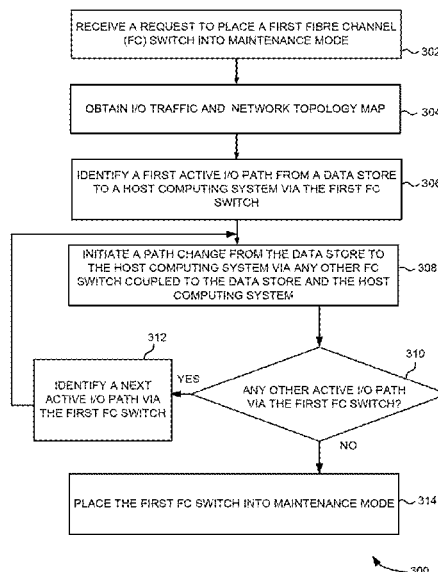 RECEIVE A REQUEST TO PLACE A FIRST FIBRE CHANNEL
(FC) SWITCH INTO MAINTENANCE MODE
302
OBTAIN I/O TRAFFIC AND NETWORK TOPOLOGY MAP
304
IDENTIFY A FIRST ACTIVE I/O PATH FROM A DATA STORE
TO A HOST COMPUTING SYSTEM VIA THE FIRST FC
SWITCH
306
INITIATE A PATH CHANGE FROM THE DATA STORE TO
THE HOST COMPUTING SYSTEM VIA ANY OTHER FC
SWITCH COUPLED TO THE DATA STORE AND THE HOST
COMPUTING SYSTEM
308
312
IDENTIFY A NEXT
ACTIVE I/O PATH VIA
THE FIRST FC SWITCH
YES
310
ANY OTHER ACTIVE I/O PATH
VIA THE FIRST FC SWITCH?
NO
PLACE THE FIRST FC SWITCH INTO MAINTENANCE MODE
314
300